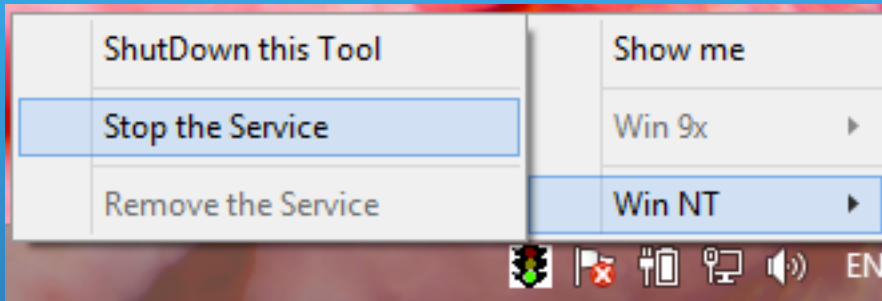 ShutDown this Tool
Stop the Service
Remove the Service
Show me
Win 9x
Win NT
EN